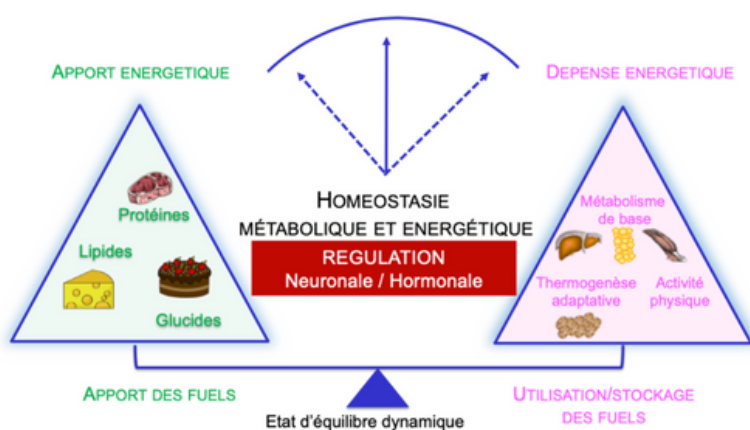 APPORT ENERGETIQUE
DEPENSE ENERGETIQUE
Protéines
Lipides
Glucides
HOMEOSTASIE
MÉTABOLIQUE ET ENERGÉTIQUE
REGULATION
Neuronale / Hormonale
Métabolisme
de base
Thermogenèse
adaptative
Activité
physique
APPORT DES FUELS
Etat d'équilibre dynamique
UTILISATION/STOCKAGE
DES FUELS